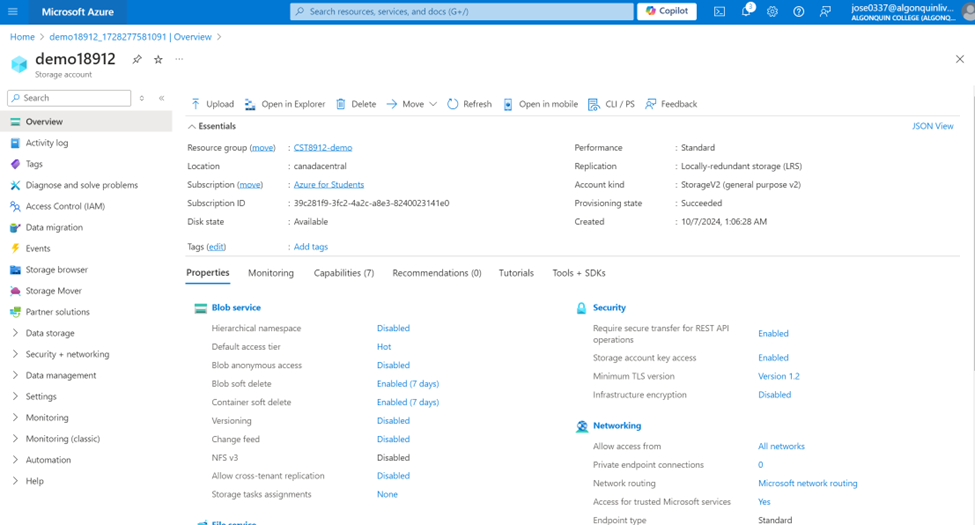 Microsoft Azure
Search resources, services, and docs (G+/)
Copilot
3
jose0337@algonquinliv...
ALGONQUIN COLLEGE (ALGONQ...
Home > demo18912_1728277581091 | Overview >
demo18912
Storage account
Search
Overview
Activity log
Tags
Diagnose and solve problems
Access Control (IAM)
Data migration
Events
Storage browser
Storage Mover
Partner solutions
Data storage
Security + networking
Data management
Settings
Monitoring
Monitoring (classic)
Automation
Help
Upload Open in Explorer Delete Move Refresh Open in mobile CLI / PS Feedback
Essentials
JSON View
Resource group (move) : CST8912-demo
Location : canadacentral
Subscription (move) : Azure for Students
Subscription ID : 39c281f9-3fc2-4a2c-a8e3-8240023141e0
Disk state : Available
Performance : Standard
Replication : Locally-redundant storage (LRS)
Account kind : StorageV2 (general purpose v2)
Provisioning state : Succeeded
Created : 10/7/2024, 1:06:28 AM
Tags (edit) : Add tags
Properties Monitoring Capabilities (7) Recommendations (0) Tutorials Tools + SDKs
Blob service
Hierarchical namespace Disabled
Default access tier Hot
Blob anonymous access Disabled
Blob soft delete Enabled (7 days)
Container soft delete Enabled (7 days)
Versioning Disabled
Change feed Disabled
NFS v3 Disabled
Allow cross-tenant replication Disabled
Storage tasks assignments None
File service
Security
Require secure transfer for REST API
operations Enabled
Storage account key access Enabled
Minimum TLS version Version 1.2
Infrastructure encryption Disabled
Networking
Allow access from All networks
Private endpoint connections 0
Network routing Microsoft network routing
Access for trusted Microsoft services Yes
Endpoint type Standard